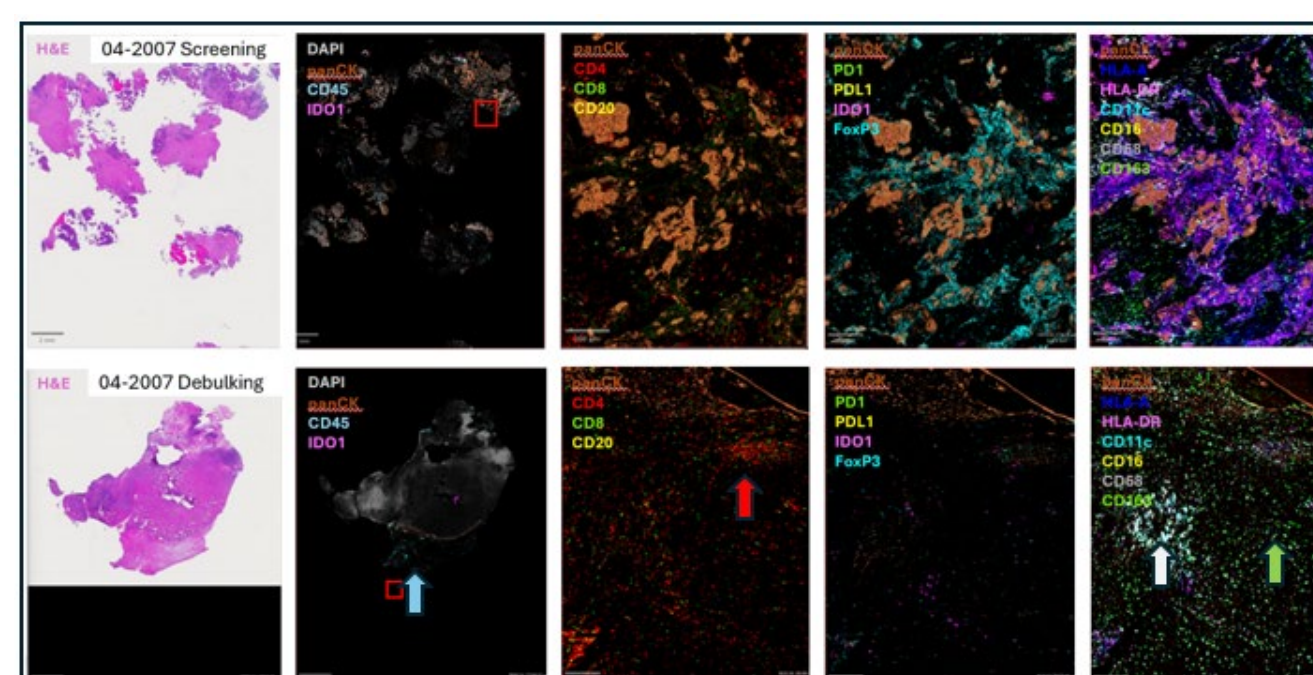 H&E
04-2007 Screening
DAPI
panCK
CD45
IDO1
panCK
CD4
CD8
CD20
panCK
PD1
PDL1
IDO1
FoxP3
panCK
HLA-A
HLA-DR
CD11c
CD16
CD68
CD163
H&E
04-2007 Debulking
DAPI
panCK
CD45
IDO1
panCK
CD4
CD8
CD20
panCK
PD1
PDL1
IDO1
FoxP3
panCK
HLA-A
HLA-DR
CD11c
CD16
CD68
CD163